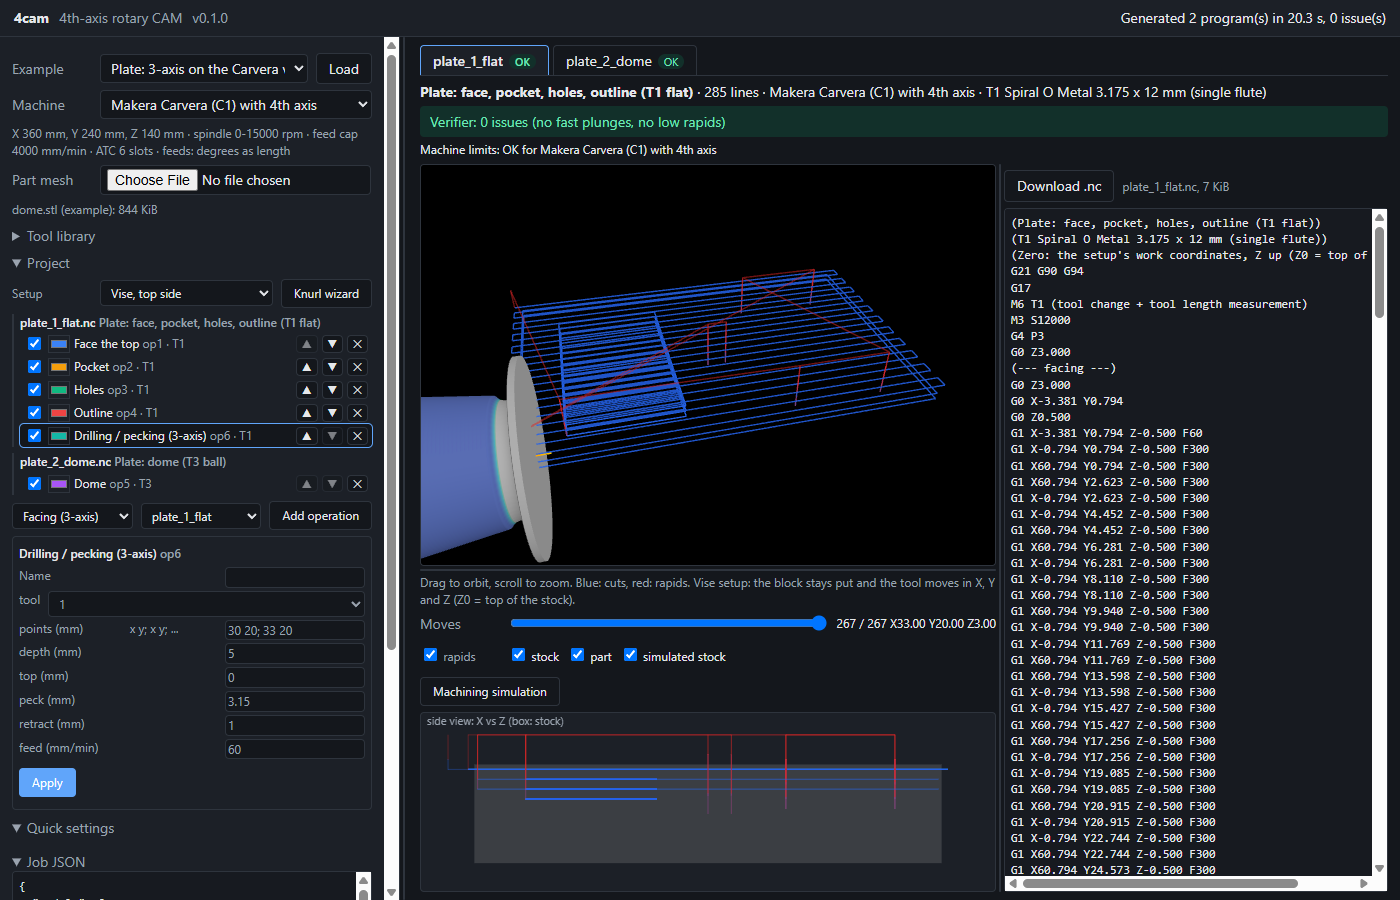 4cam 4th-axis rotary CAM v0.1.0
Generated 2 program(s) in 20.3 s, 0 issue(s)
Example Plate: 3-axis on the Carvera Load
Machine Makera Carvera (C1) with 4th axis
X 360 mm, Y 240 mm, Z 140 mm · spindle 0-15000 rpm · feed cap
4000 mm/min · ATC 6 slots · feeds: degrees as length
Part mesh Choose File No file chosen
dome.stl (example): 844 KiB
Tool library
Project
Setup Vise, top side Knurl wizard
plate_1_flat.nc Plate: face, pocket, holes, outline (T1 flat)
Face the top op1 · T1
Pocket op2 · T1
Holes op3 · T1
Outline op4 · T1
Drilling / pecking (3-axis) op6 · T1
plate_2_dome.nc Plate: dome (T3 ball)
Dome op5 · T3
Facing (3-axis) plate_1_flat Add operation
Drilling / pecking (3-axis) op6
Name
tool 1
points (mm) x y; x y; ... 30 20; 33 20
depth (mm) 5
top (mm) 0
peck (mm) 3.15
retract (mm) 1
feed (mm/min) 60
Apply
Quick settings
Job JSON
{
plate_1_flat OK plate_2_dome OK
Plate: face, pocket, holes, outline (T1 flat) · 285 lines · Makera Carvera (C1) with 4th axis · T1 Spiral O Metal 3.175 x 12 mm (single flute)
Verifier: 0 issues (no fast plunges, no low rapids)
Machine limits: OK for Makera Carvera (C1) with 4th axis
Drag to orbit, scroll to zoom. Blue: cuts, red: rapids. Vise setup: the block stays put and the tool moves in X, Y
and Z (Z0 = top of the stock).
Moves 267 / 267 X33.00 Y20.00 Z3.00
rapids stock part simulated stock
Machining simulation
side view: X vs Z (box: stock)
Download .nc plate_1_flat.nc, 7 KiB
(Plate: face, pocket, holes, outline (T1 flat))
(T1 Spiral O Metal 3.175 x 12 mm (single flute))
(Zero: the setup's work coordinates, Z up (Z0 = top of
G21 G90 G94
G17
M6 T1 (tool change + tool length measurement)
M3 S12000
G4 P3
G0 Z3.000
(--- facing ---)
G0 Z3.000
G0 X-3.381 Y0.794
G0 Z0.500
G1 X-3.381 Y0.794 Z-0.500 F60
G1 X-0.794 Y0.794 Z-0.500 F300
G1 X60.794 Y0.794 Z-0.500 F300
G1 X60.794 Y2.623 Z-0.500 F300
G1 X-0.794 Y2.623 Z-0.500 F300
G1 X-0.794 Y4.452 Z-0.500 F300
G1 X60.794 Y4.452 Z-0.500 F300
G1 X60.794 Y6.281 Z-0.500 F300
G1 X-0.794 Y6.281 Z-0.500 F300
G1 X-0.794 Y8.110 Z-0.500 F300
G1 X60.794 Y8.110 Z-0.500 F300
G1 X60.794 Y9.940 Z-0.500 F300
G1 X-0.794 Y9.940 Z-0.500 F300
G1 X-0.794 Y11.769 Z-0.500 F300
G1 X60.794 Y11.769 Z-0.500 F300
G1 X60.794 Y13.598 Z-0.500 F300
G1 X-0.794 Y13.598 Z-0.500 F300
G1 X-0.794 Y15.427 Z-0.500 F300
G1 X60.794 Y15.427 Z-0.500 F300
G1 X60.794 Y17.256 Z-0.500 F300
G1 X-0.794 Y17.256 Z-0.500 F300
G1 X-0.794 Y19.085 Z-0.500 F300
G1 X60.794 Y19.085 Z-0.500 F300
G1 X60.794 Y20.915 Z-0.500 F300
G1 X-0.794 Y20.915 Z-0.500 F300
G1 X-0.794 Y22.744 Z-0.500 F300
G1 X60.794 Y22.744 Z-0.500 F300
G1 X60.794 Y24.573 Z-0.500 F300